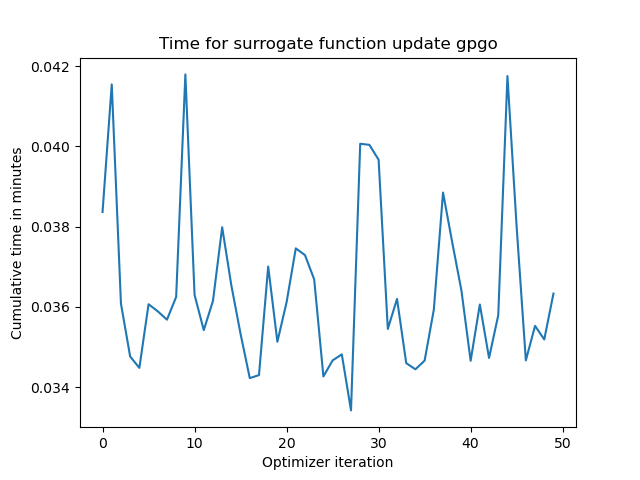 Time for surrogate function update gpgo
Cumulative time in minutes
0.042
0.040
0.038
0.036
0.034
0 10 20 30 40 50
Optimizer iteration